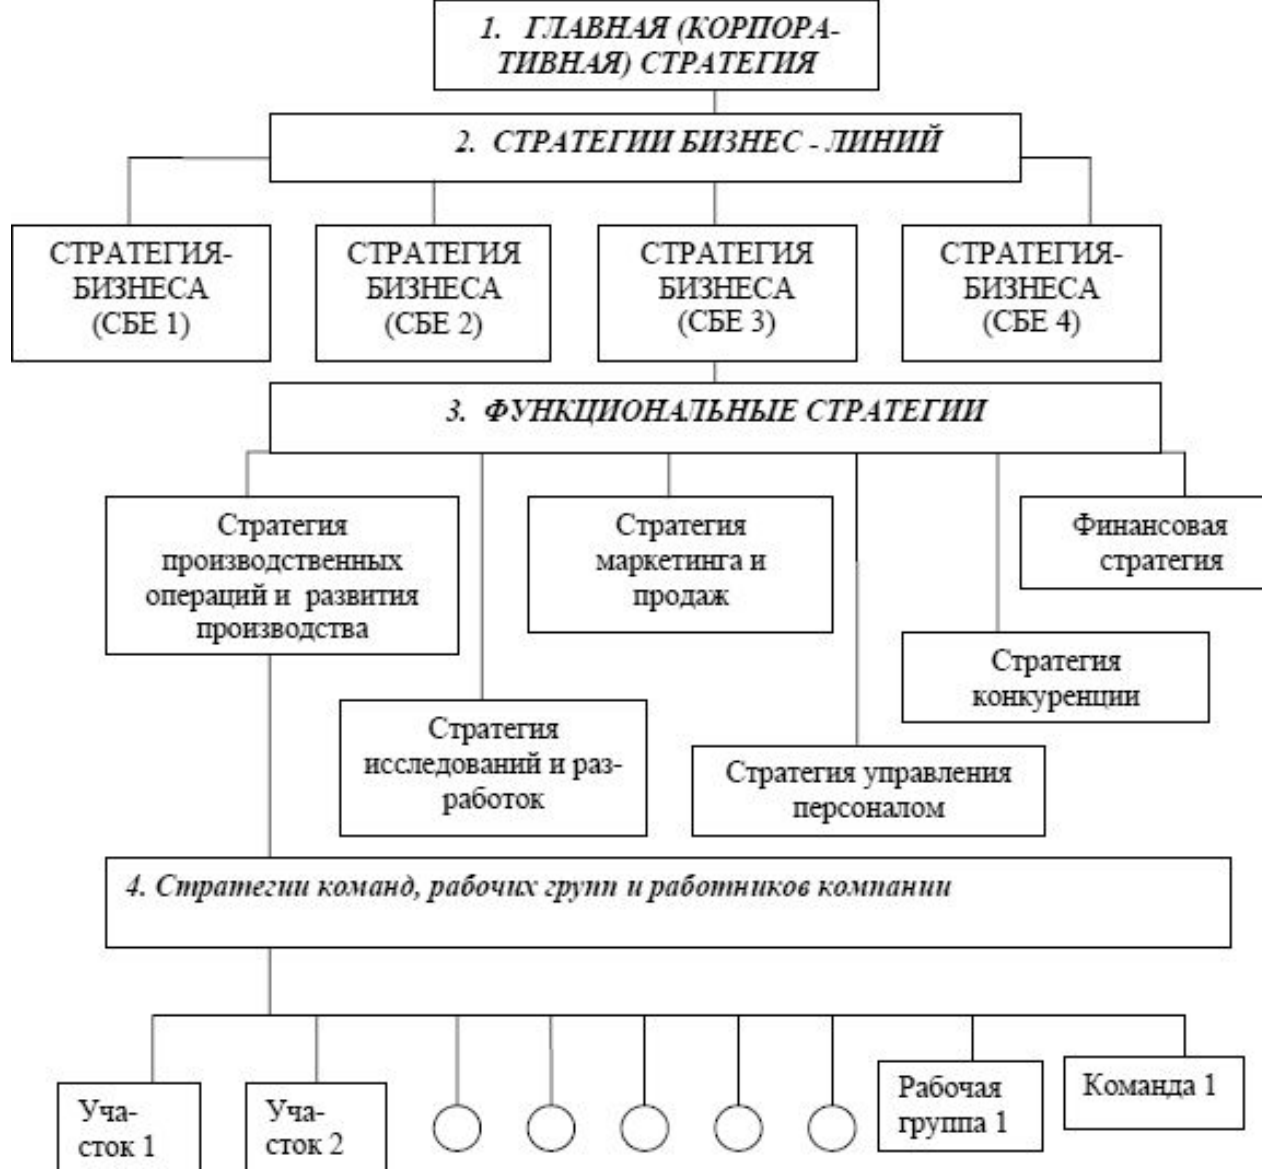 1. ГЛАВНАЯ (КОРПОРА-
ТИВНАЯ) СТРАТЕГИЯ
2. СТРАТЕГИИ БИЗНЕС - ЛИНИЙ
СТРАТЕГИЯ-
БИЗНЕСА
(СБЕ 1)
СТРАТЕГИЯ
БИЗНЕСА
(СБЕ 2)
СТРАТЕГИЯ
БИЗНЕСА
(СБЕ 3)
СТРАТЕГИЯ-
БИЗНЕСА
(СБЕ 4)
3. ФУНКЦИОНАЛЬНЫЕ СТРАТЕГИИ
Стратегия
производственных
операций и развития
производства
Стратегия
маркетинга и
продаж
Финансовая
стратегия
Стратегия
исследований и раз-
работок
Стратегия управления
персоналом
Стратегия
конкуренции
4. Стратегии команд, рабочих групп и работников компании
Уча-
сток 1
Уча-
сток 2
Рабочая
группа 1
Команда 1